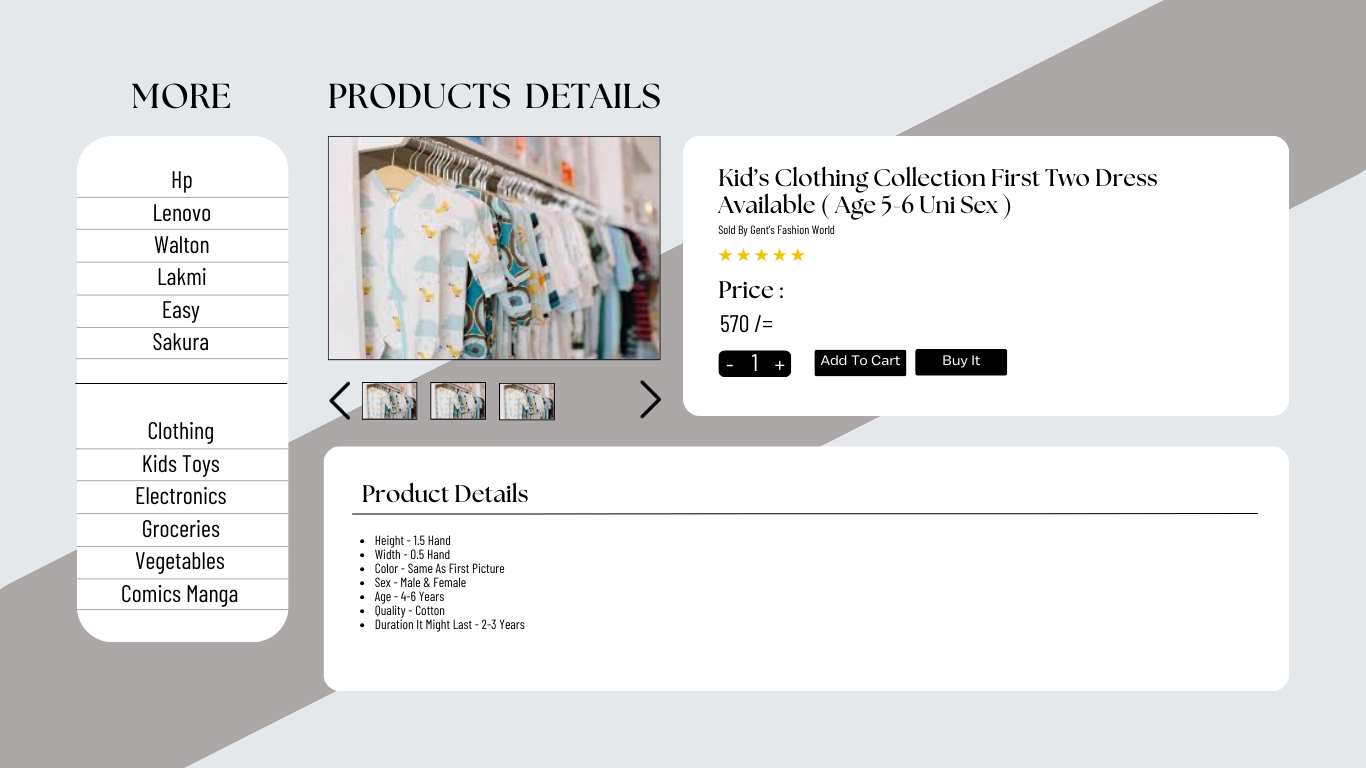 MORE
Hp
Lenovo
Walton
Lakmi
Easy
Sakura
Clothing
Kids Toys
Electronics
Groceries
Vegetables
Comics Manga
PRODUCTS DETAILS
Kid's Clothing Collection First Two Dress
Available ( Age 5-6 Uni Sex )
Sold By Gent's Fashion World
Price :
570 /=
- 1 + Add To Cart Buy It
Product Details
• Height - 1.5 Hand
• Width - 0.5 Hand
• Color - Same As First Picture
• Sex - Male & Female
• Age - 4-6 Years
• Quality - Cotton
• Duration It Might Last - 2-3 Years